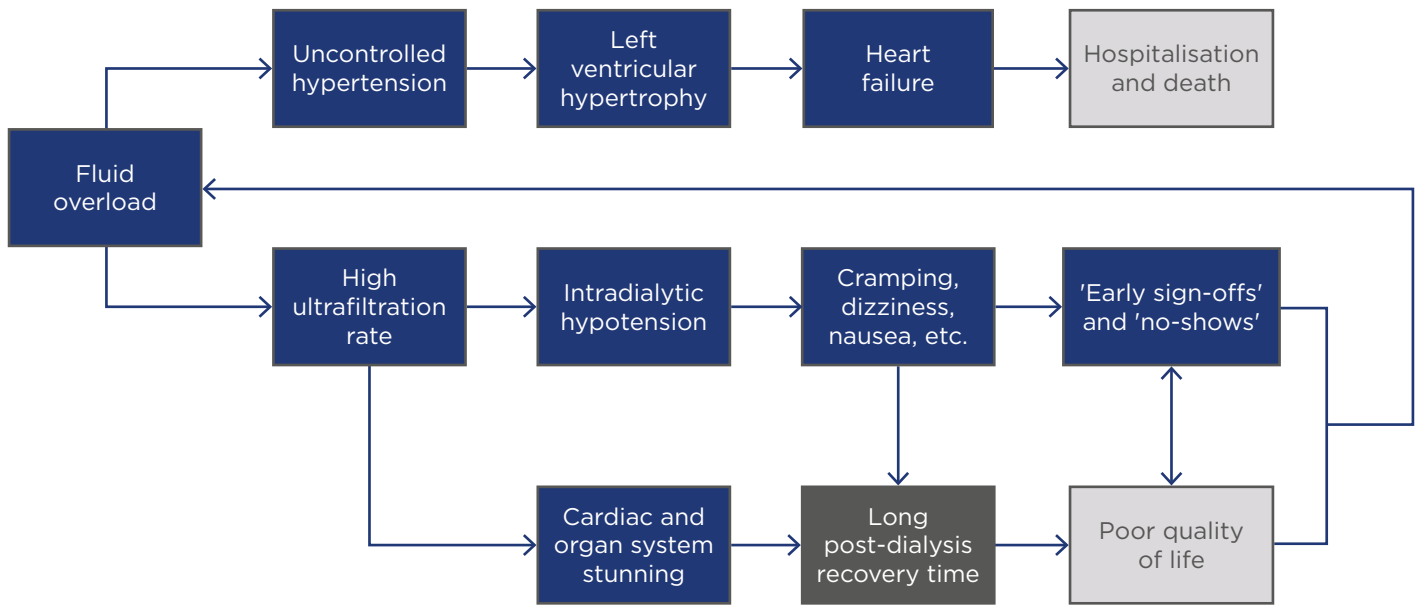 Uncontrolled
hypertension
Left
ventricular
hypertrophy
Heart
failure
Hospitalisation
and death
Fluid
overload
High
ultrafiltration
rate
Intradialytic
hypotension
Cramping,
dizziness,
nausea, etc.
'Early sign-offs'
and 'no-shows'
Cardiac and
organ system
stunning
Long
post-dialysis
recovery time
Poor quality
of life